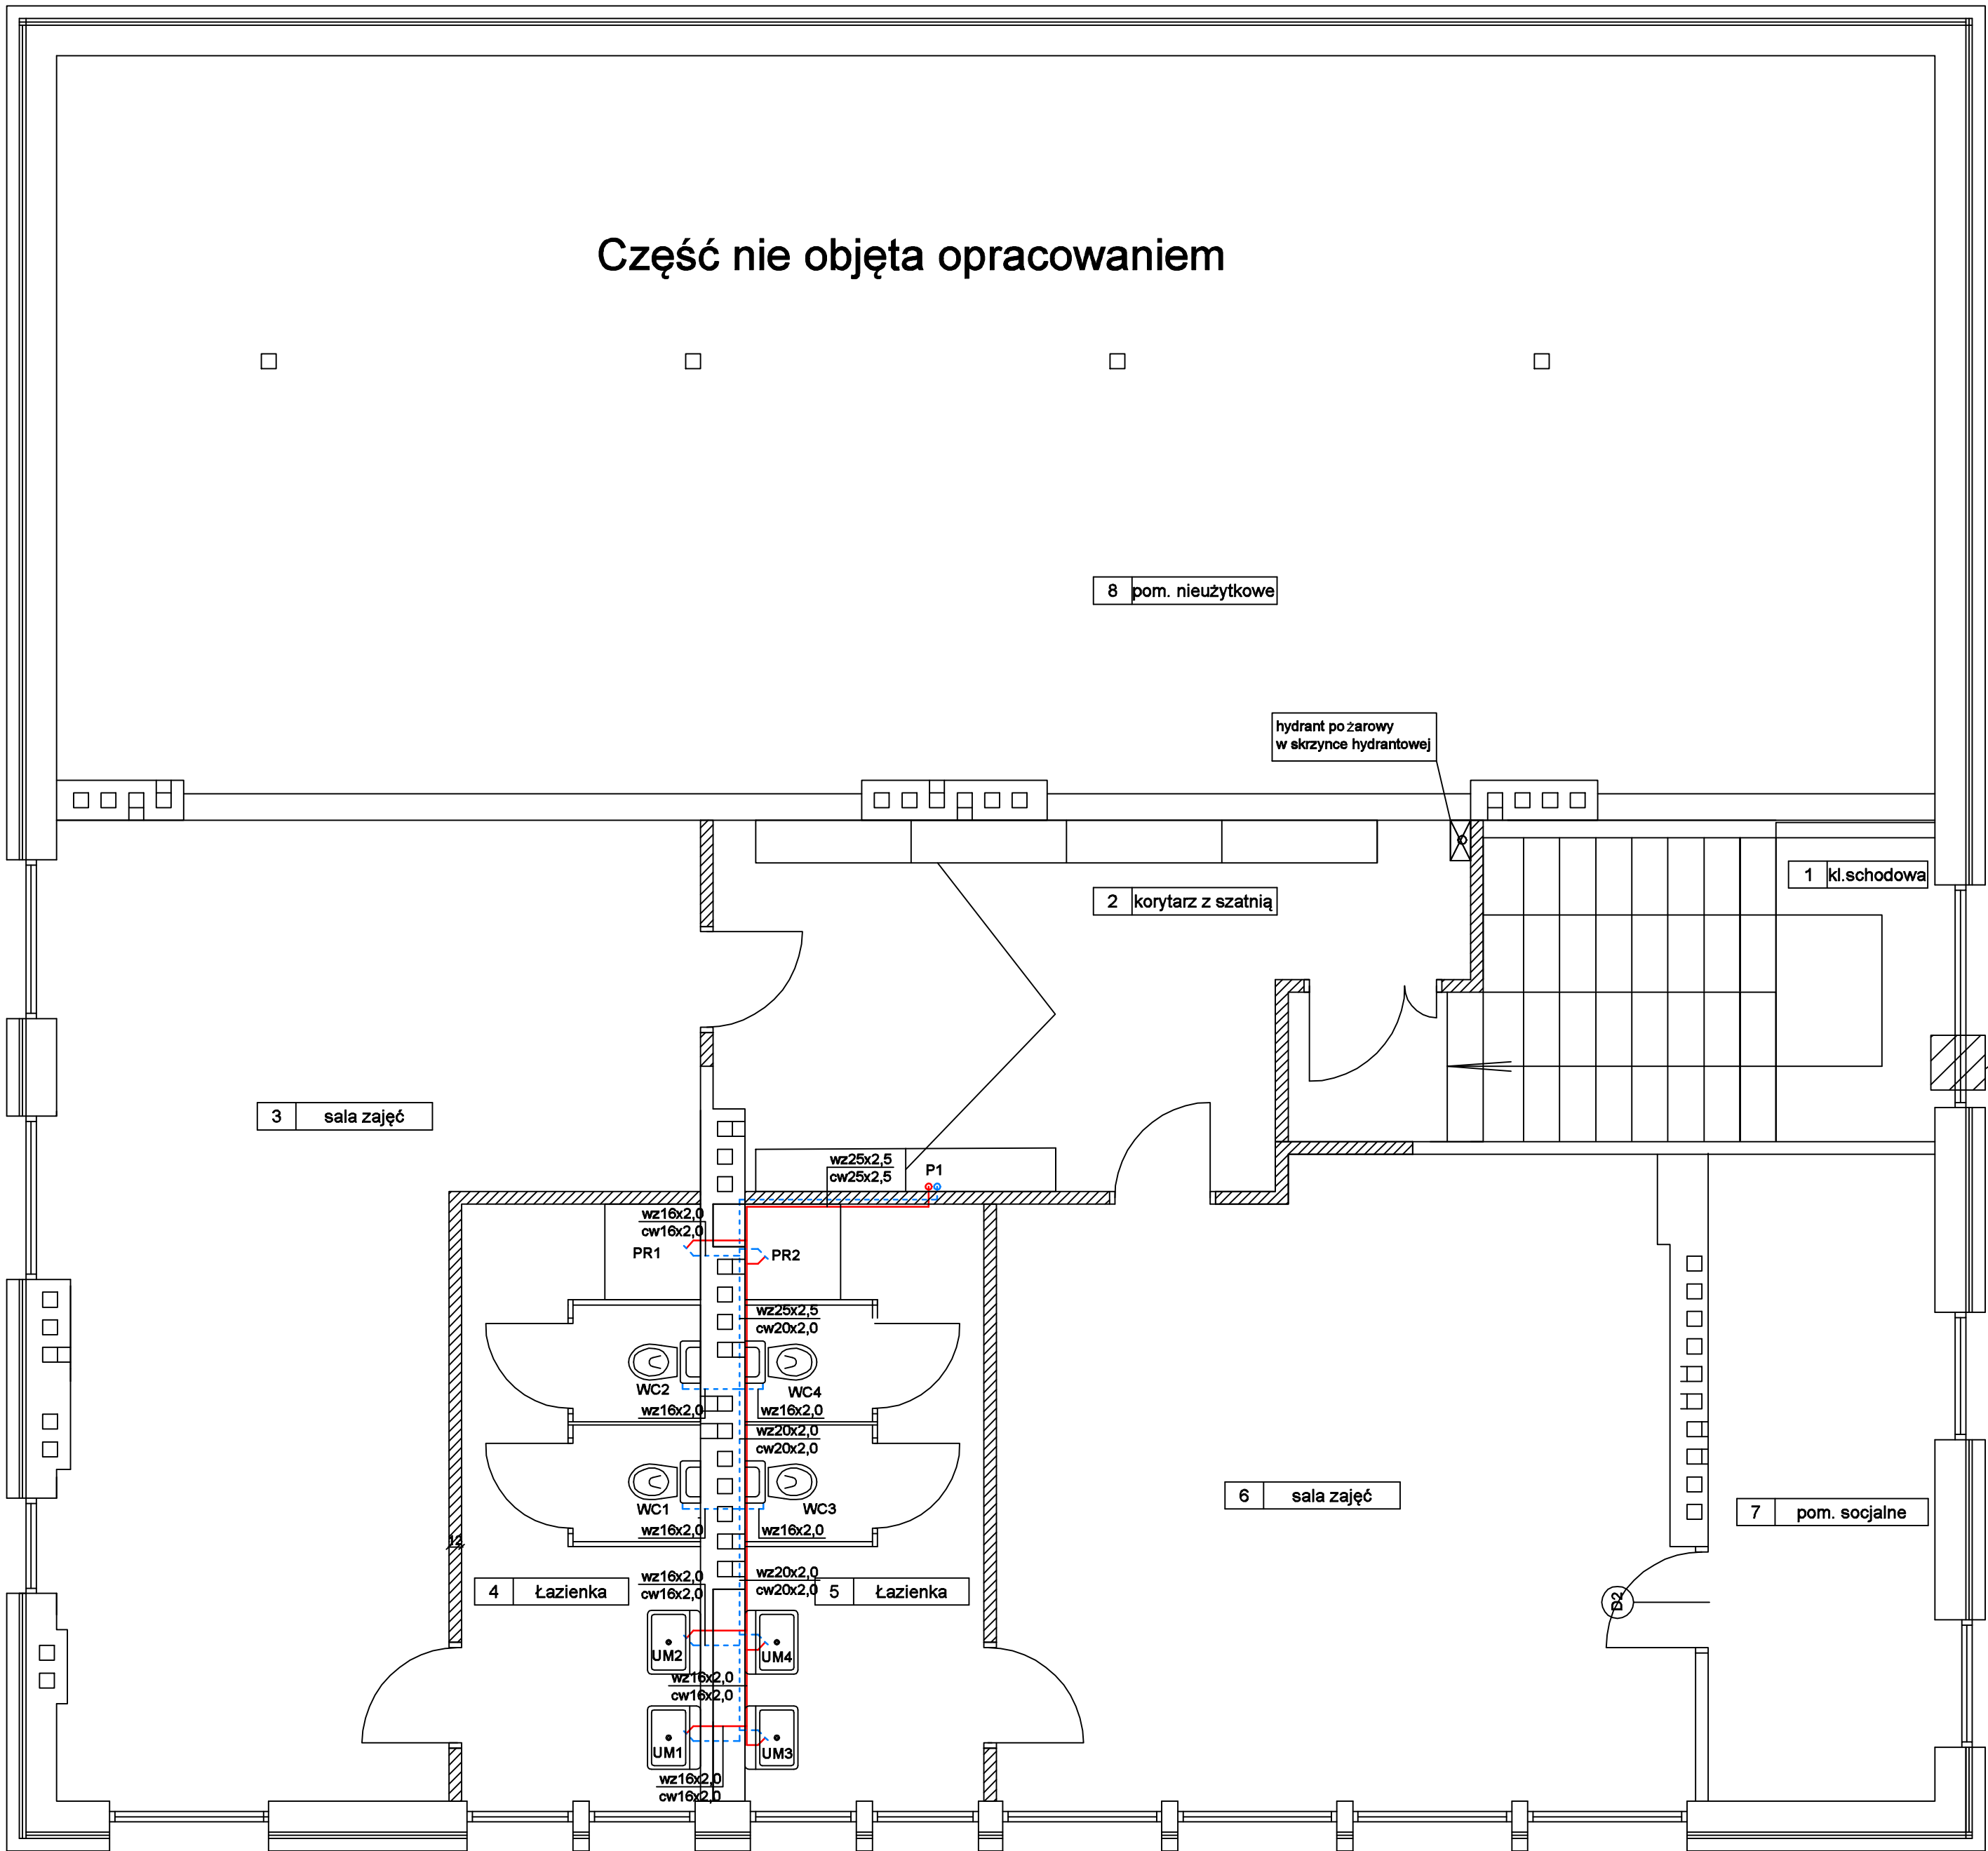 Część nie objęta opracowaniem
8 pom. nieużytkowe
hydrant pożarowy
w skrzynce hydrantowej
1 kl.schodowa
2 korytarz z szatnią
3 sala zajęć
wz25x2,5
cw25x2,5
P1
wz16x2,0
cw16x2,0
PR1
PR2
wz25x2,5
cw20x2,0
WC2
WC4
wz16x2,0
wz16x2,0
wz20x2,0
cw20x2,0
6 sala zajęć
WC1
WC3
7 pom. socjalne
wz16x2,0
wz16x2,0
12
wz16x2,0
cw16x2,0
wz20x2,0
cw20x2,0
4 Łazienka
5 Łazienka
D2
UM2
UM4
wz16x2,0
cw16x2,0
UM1
UM3
wz16x2,0
cw16x2,0